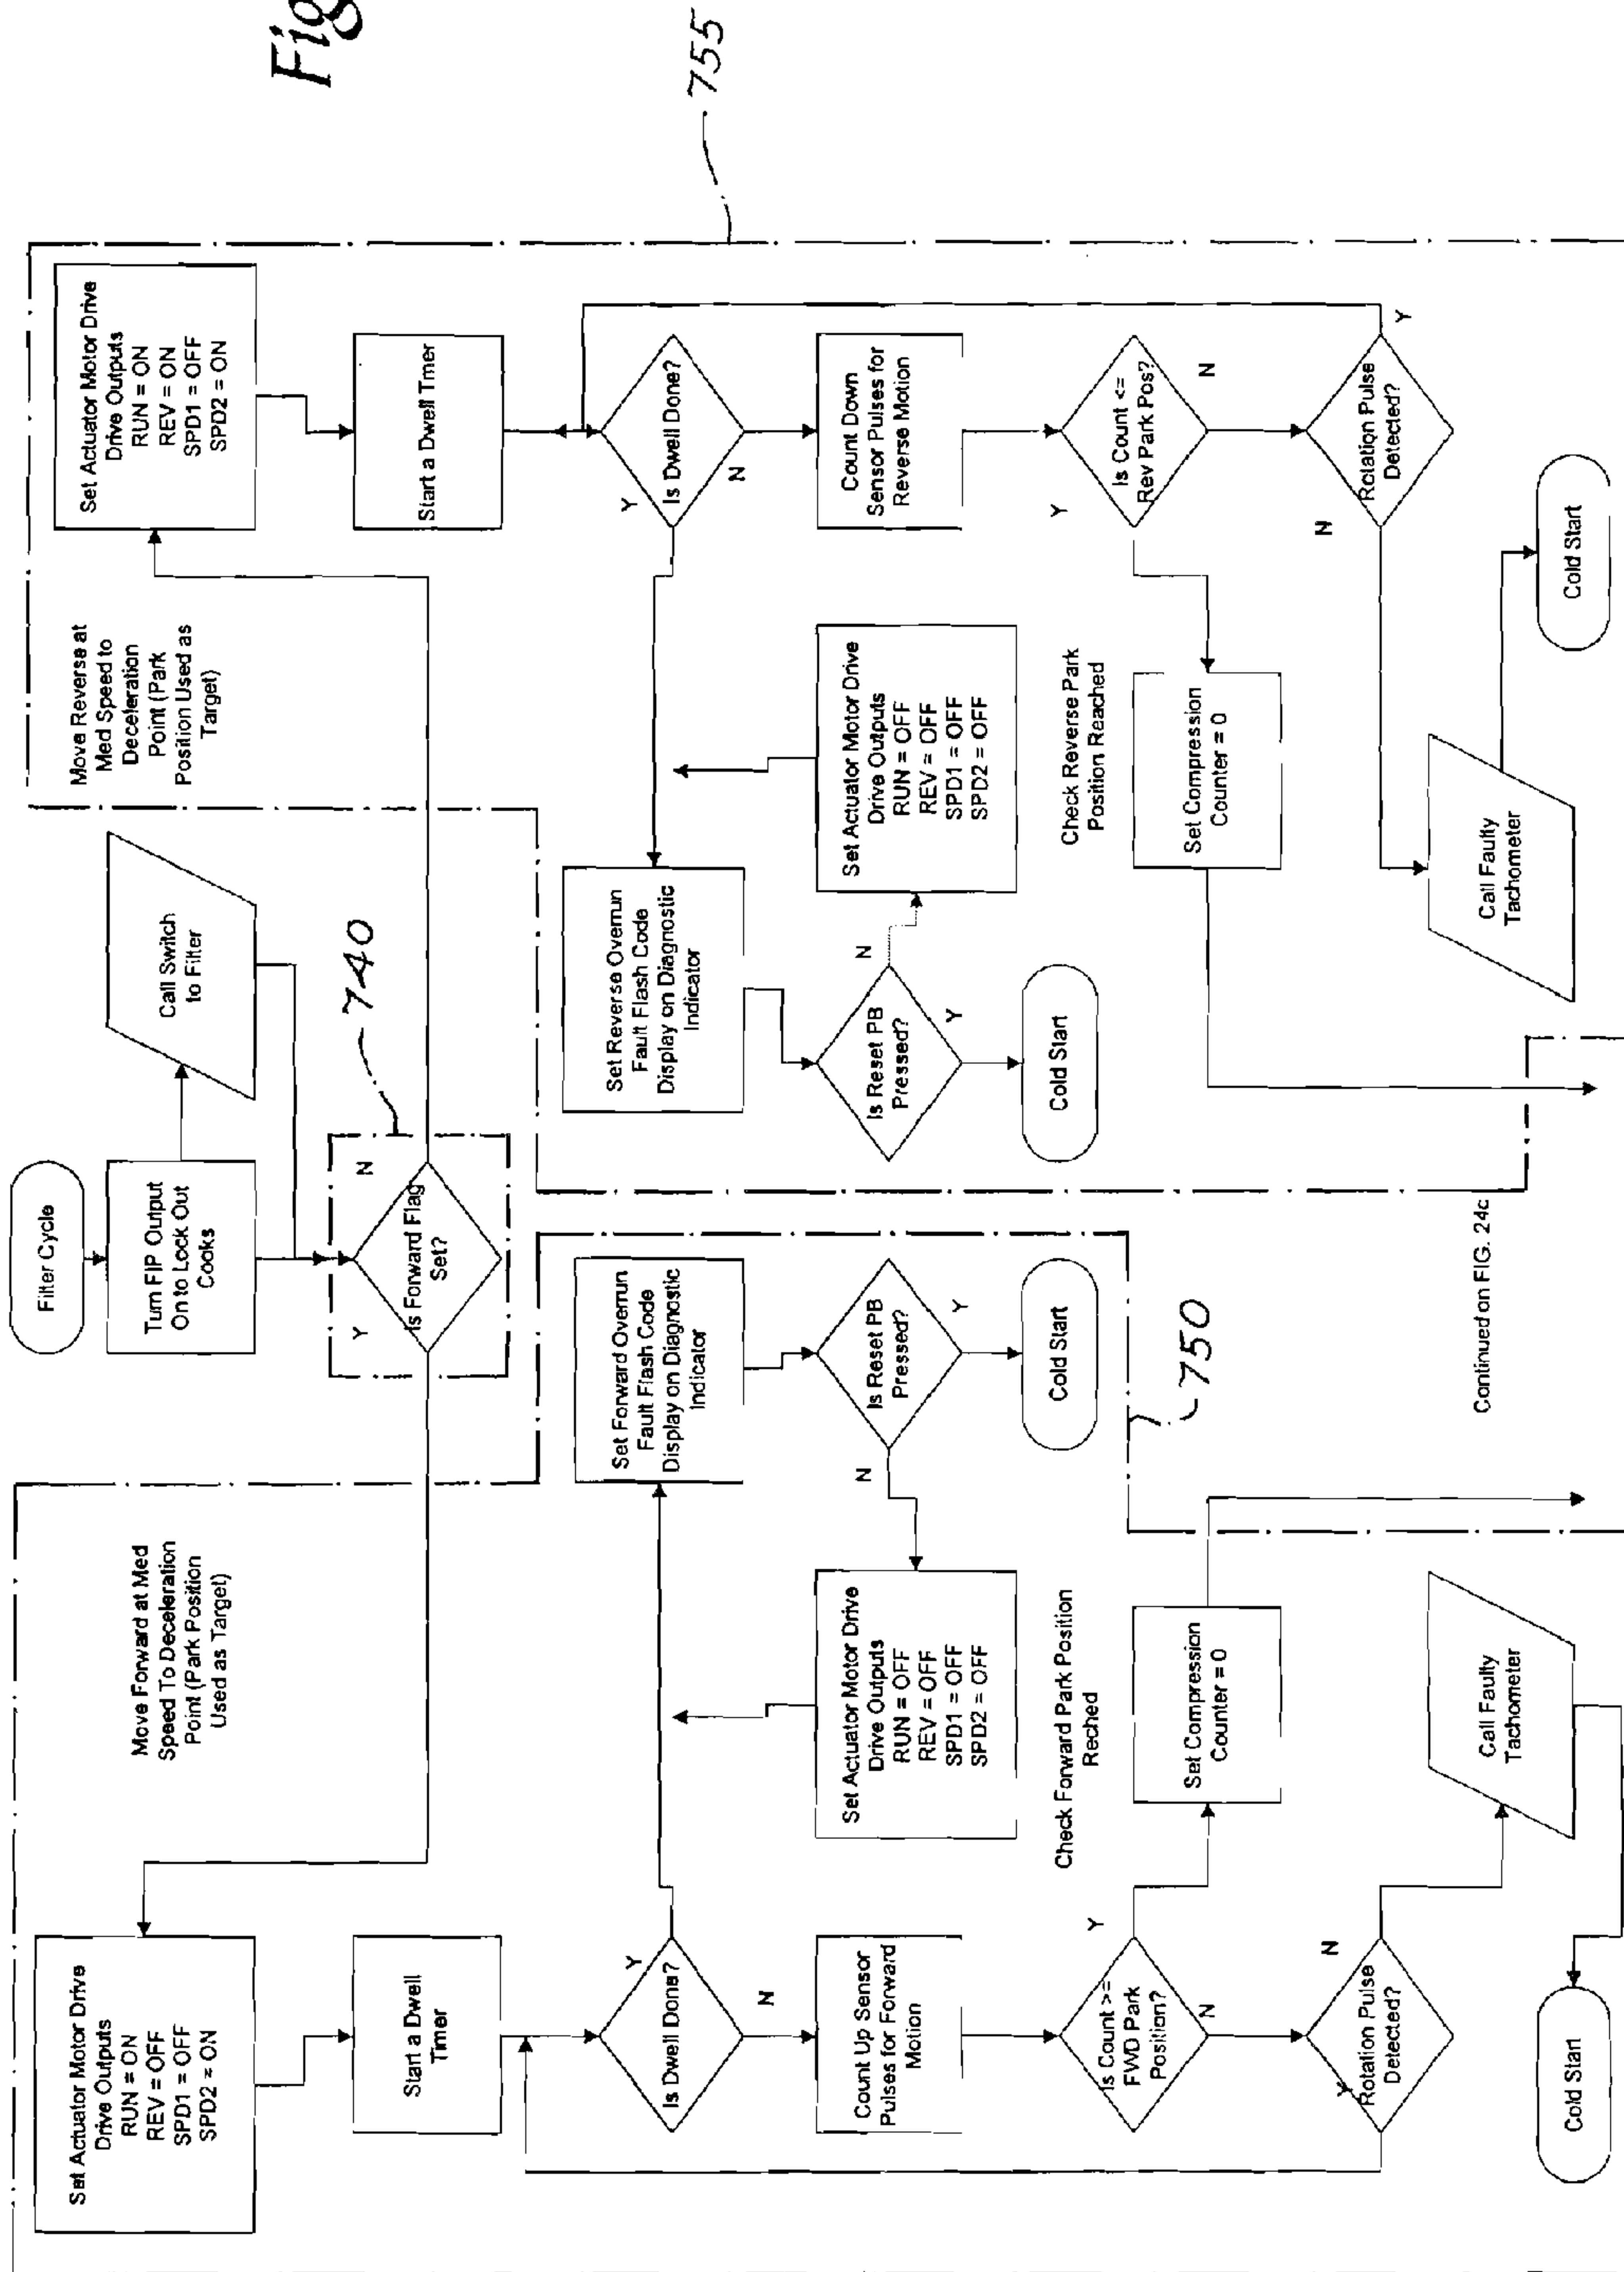 Fig
755
Filter Cycle
Turn FIP Output
On to Lock Out
Cooks
Call Switch
to Filter
740
Y
N
Is Forward Flag
Set?
Move Forward at Med
Speed To Deceleration
Point (Park Position
Used as Target)
Set Actuator Motor Drive
Drive Outputs
RUN = ON
REV = OFF
SPD1 = OFF
SPD2 = ON
Start a Dwell
Timer
Is Dwell Done?
Y
N
Count Up Sensor
Pulses for Forward
Motion
Is Count >=
FWD Park
Position?
Y
N
Rotation Pulse
Detected?
Y
N
Cold Start
Set Forward Overrun
Fault Flash Code
Display on Diagnostic
Indicator
Is Reset PB
Pressed?
N
Y
Cold Start
Set Actuator Motor Drive
Drive Outputs
RUN = OFF
REV = OFF
SPD1 = OFF
SPD2 = OFF
Check Forward Park Position
Reched
Set Compression
Counter = 0
Call Faulty
Tachometer
750
Continued on FIG. 24c
Move Reverse at
Med Speed to
Deceleration
Point (Park
Position Used as
Target)
Set Actuator Motor Drive
Drive Outputs
RUN = ON
REV = ON
SPD1 = OFF
SPD2 = ON
Start a Dwell Tmer
Is Dwell Done?
Y
N
Count Down
Sensor Pulses for
Reverse Motion
Is Count <=
Rev Park Pos?
Y
N
Rotation Pulse
Detected?
N
Y
Set Reverse Overrun
Fault Flash Code
Display on Diagnostic
Indicator
Is Reset PB
Pressed?
N
Y
Cold Start
Set Actuator Motor Drive
Drive Outputs
RUN = OFF
REV = OFF
SPD1 = OFF
SPD2 = OFF
Check Reverse Park
Position Reached
Set Compression
Counter = 0
Call Faulty
Tachometer
Cold Start